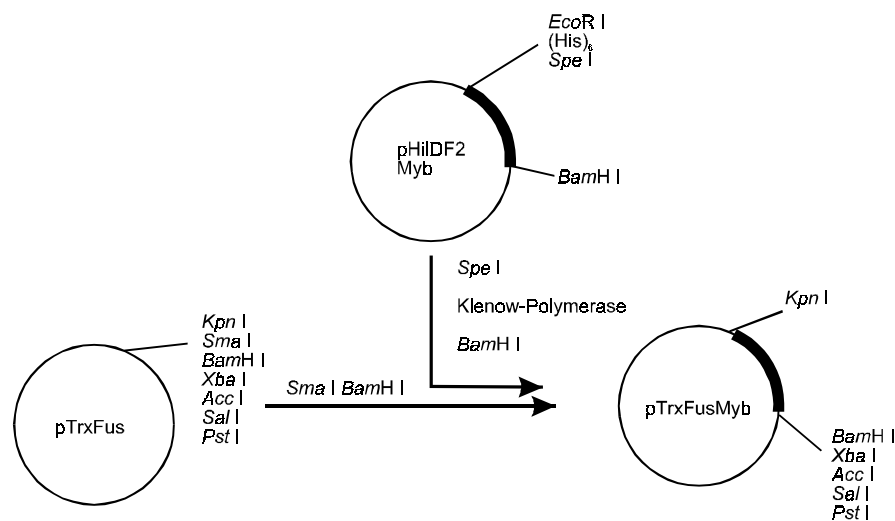 EcoR I
(His)6
Spe I
pHilDF2
Myb
BamH I
Spe I
Klenow-Polymerase
BamH I
Kpn I
Sma I
BamH I
Xba I
Acc I
Sal I
Pst I
pTrxFus
Sma I BamH I
Kpn I
pTrxFusMyb
BamH I
Xba I
Acc I
Sal I
Pst I